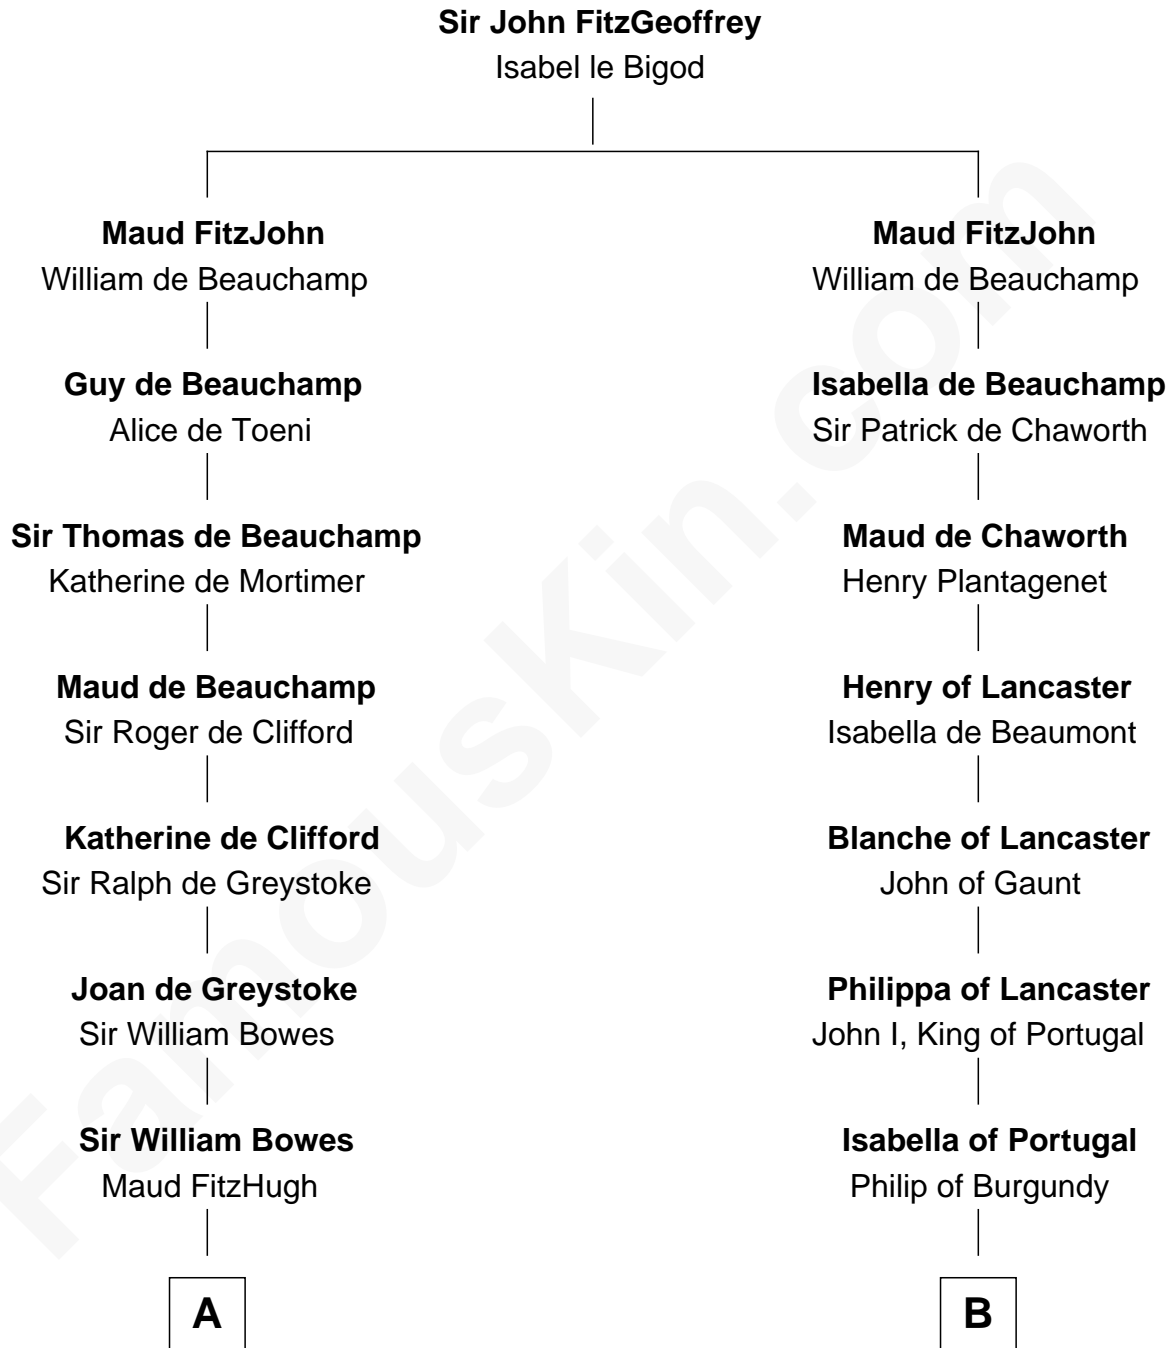 Sir John FitzGeoffrey
Isabel le Bigod
Maud FitzJohn
William de Beauchamp
Maud FitzJohn
William de Beauchamp
Guy de Beauchamp
Alice de Toeni
Isabella de Beauchamp
Sir Patrick de Chaworth
Sir Thomas de Beauchamp
Katherine de Mortimer
Maud de Chaworth
Henry Plantagenet
Maud de Beauchamp
Sir Roger de Clifford
Henry of Lancaster
Isabella de Beaumont
Katherine de Clifford
Sir Ralph de Greystoke
Blanche of Lancaster
John of Gaunt
Joan de Greystoke
Sir William Bowes
Philippa of Lancaster
John I, King of Portugal
Sir William Bowes
Maud FitzHugh
Isabella of Portugal
Philip of Burgundy
A
B
FamousKin.com